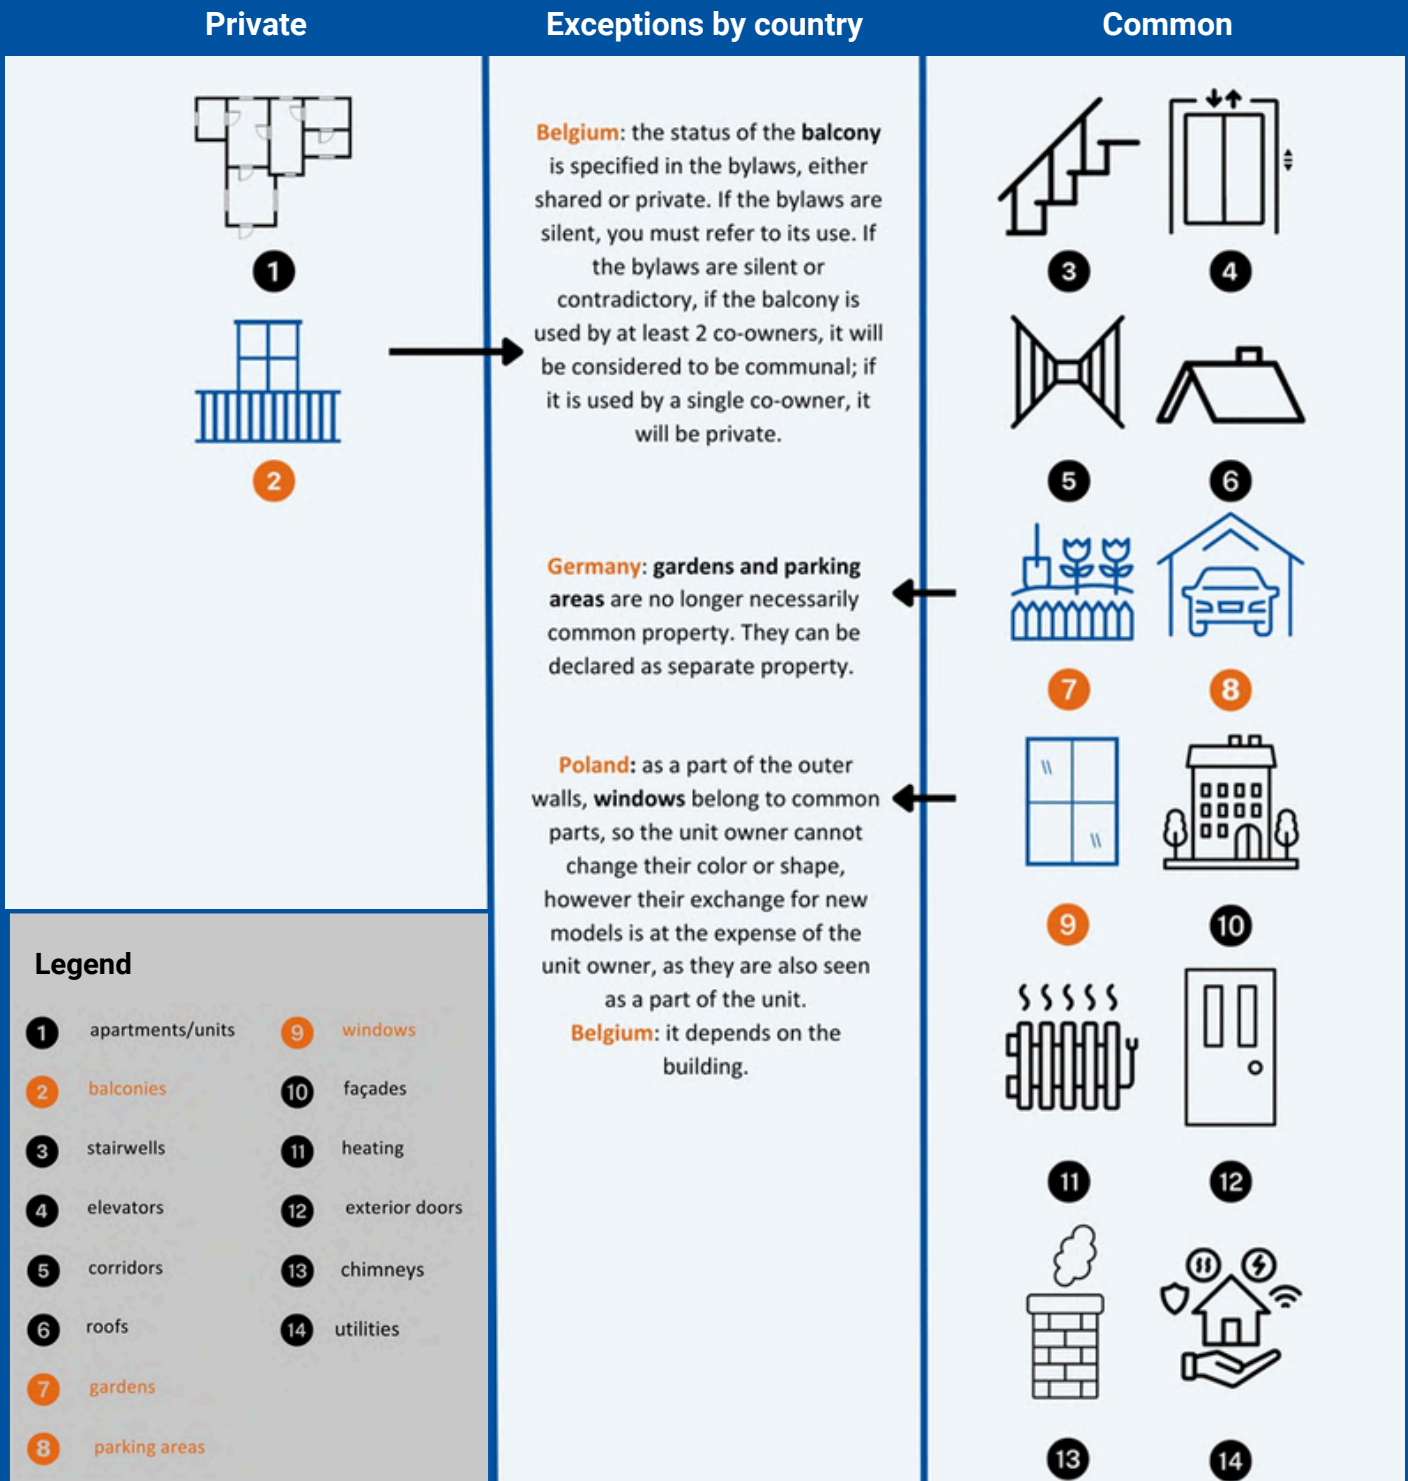 Private
Exceptions by country
Common
1
2
Belgium: the status of the balcony
is specified in the bylaws, either
shared or private. If the bylaws are
silent, you must refer to its use. If
the bylaws are silent or
contradictory, if the balcony is
used by at least 2 co-owners, it will
be considered to be communal; if
it is used by a single co-owner, it
will be private.
Germany: gardens and parking
areas are no longer necessarily
common property. They can be
declared as separate property.
Poland: as a part of the outer
walls, windows belong to common
parts, so the unit owner cannot
change their color or shape,
however their exchange for new
models is at the expense of the
unit owner, as they are also seen
as a part of the unit.
Belgium: it depends on the
building.
3
4
5
6
7
8
9
10
11
12
13
14
Legend
1 apartments/units
2 balconies
3 stairwells
4 elevators
5 corridors
6 roofs
7 gardens
8 parking areas
9 windows
10 façades
11 heating
12 exterior doors
13 chimneys
14 utilities